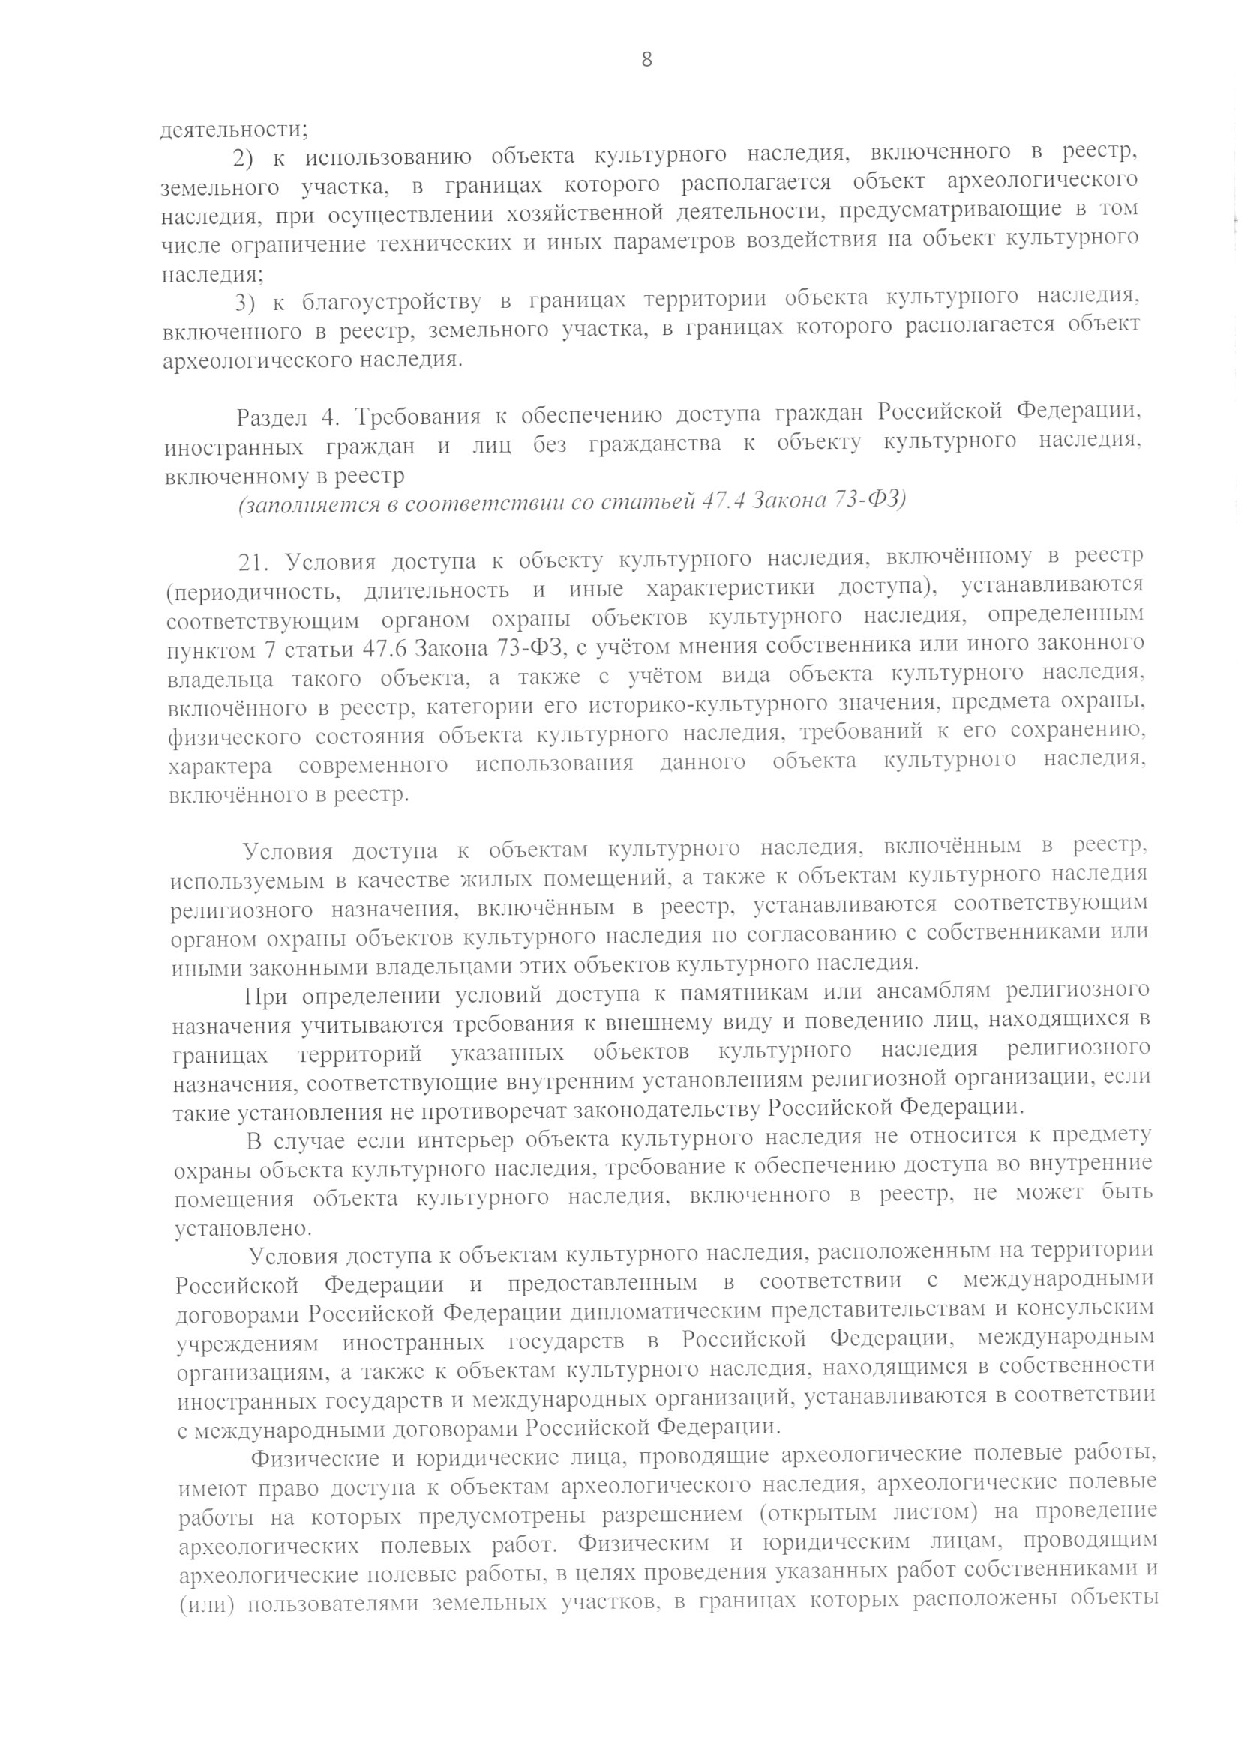 8
деятельности;
2) к использованию объекта культурного наследия, включенного в реестр,
земельного участка, в границах которого располагается объект археологического
наследия, при осуществлении хозяйственной деятельности, предусматривающие в том
числе ограничение технических и иных параметров воздействия на объект культурного
наследия;
3) к благоустройству в границах территории объекта культурного наследия,
включенного в реестр, земельного участка, в границах которого располагается объект
археологического наследия.
Раздел 4. Требования к обеспечению доступа граждан Российской Федерации,
иностранных граждан и лиц без гражданства к объекту культурного наследия,
включенному в реестр
(заполняется в соответствии со статьей 47.4 Закона 73-ФЗ)
21. Условия доступа к объекту культурного наследия, включённому в реестр
(периодичность, длительность и иные характеристики доступа), устанавливаются
соответствующим органом охраны объектов культурного наследия, определенным
пунктом 7 статьи 47.6 Закона 73-ФЗ, с учётом мнения собственника или иного законного
владельца такого объекта, а также с учётом вида объекта культурного наследия,
включённого в реестр, категории его историко-культурного значения, предмета охраны,
физического состояния объекта культурного наследия, требований к его сохранению,
характера современного использования данного объекта культурного наследия,
включённого в реестр.
Условия доступа к объектам культурного наследия, включённым в реестр,
используемым в качестве жилых помещений, а также к объектам культурного наследия
религиозного назначения, включённым в реестр, устанавливаются соответствующим
органом охраны объектов культурного наследия по согласованию с собственниками или
иными законными владельцами этих объектов культурного наследия.
При определении условий доступа к памятникам или ансамблям религиозного
назначения учитываются требования к внешнему виду и поведению лиц, находящихся в
границах территорий указанных объектов культурного наследия религиозного
назначения, соответствующие внутренним установлениям религиозной организации, если
такие установления не противоречат законодательству Российской Федерации.
В случае если интерьер объекта культурного наследия не относится к предмету
охраны объекта культурного наследия, требование к обеспечению доступа во внутренние
помещения объекта культурного наследия, включенного в реестр, не может быть
установлено.
Условия доступа к объектам культурного наследия, расположенным на территории
Российской Федерации и предоставленным в соответствии с международными
договорами Российской Федерации дипломатическим представительствам и консульским
учреждениям иностранных государств в Российской Федерации, международным
организациям, а также к объектам культурного наследия, находящимся в собственности
иностранных государств и международных организаций, устанавливаются в соответствии
с международными договорами Российской Федерации.
Физические и юридические лица, проводящие археологические полевые работы,
имеют право доступа к объектам археологического наследия, археологические полевые
работы на которых предусмотрены разрешением (открытым листом) на проведение
археологических полевых работ. Физическим и юридическим лицам, проводящим
археологические полевые работы, в целях проведения указанных работ собственниками и
(или) пользователями земельных участков, в границах которых расположены объекты